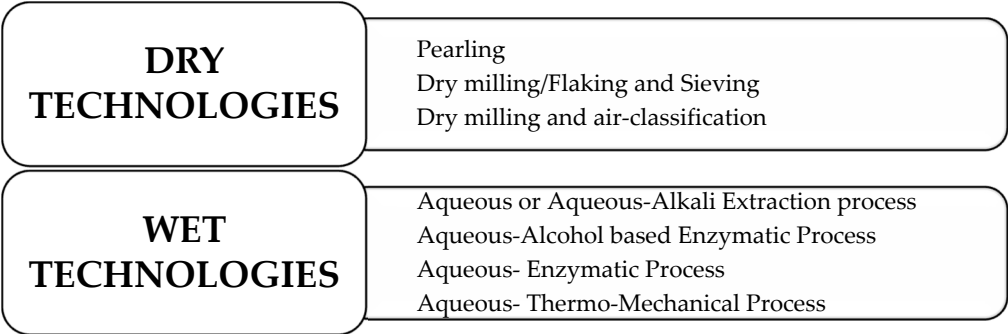 DRY
TECHNOLOGIES
Pearling
Dry milling/Flaking and Sieving
Dry milling and air-classification
WET
TECHNOLOGIES
Aqueous or Aqueous-Alkali Extraction process
Aqueous-Alcohol based Enzymatic Process
Aqueous- Enzymatic Process
Aqueous- Thermo-Mechanical Process